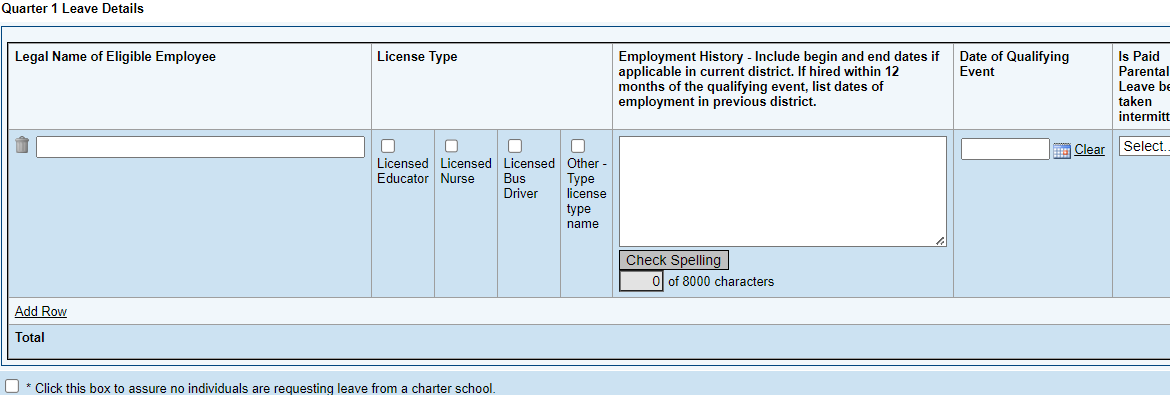 Quarter 1 Leave Details
Legal Name of Eligible Employee
License Type
Employment History - Include begin and end dates if
applicable in current district. If hired within 12
months of the qualifying event, list dates of
employment in previous district.
Date of Qualifying
Event
Is Paid
Parental
Leave be
taken
intermitt
Licensed
Educator
Licensed
Nurse
Licensed
Bus
Driver
Other -
Type
license
type
name
Check Spelling
0 of 8000 characters
Clear
Select..
Add Row
Total
* Click this box to assure no individuals are requesting leave from a charter school.